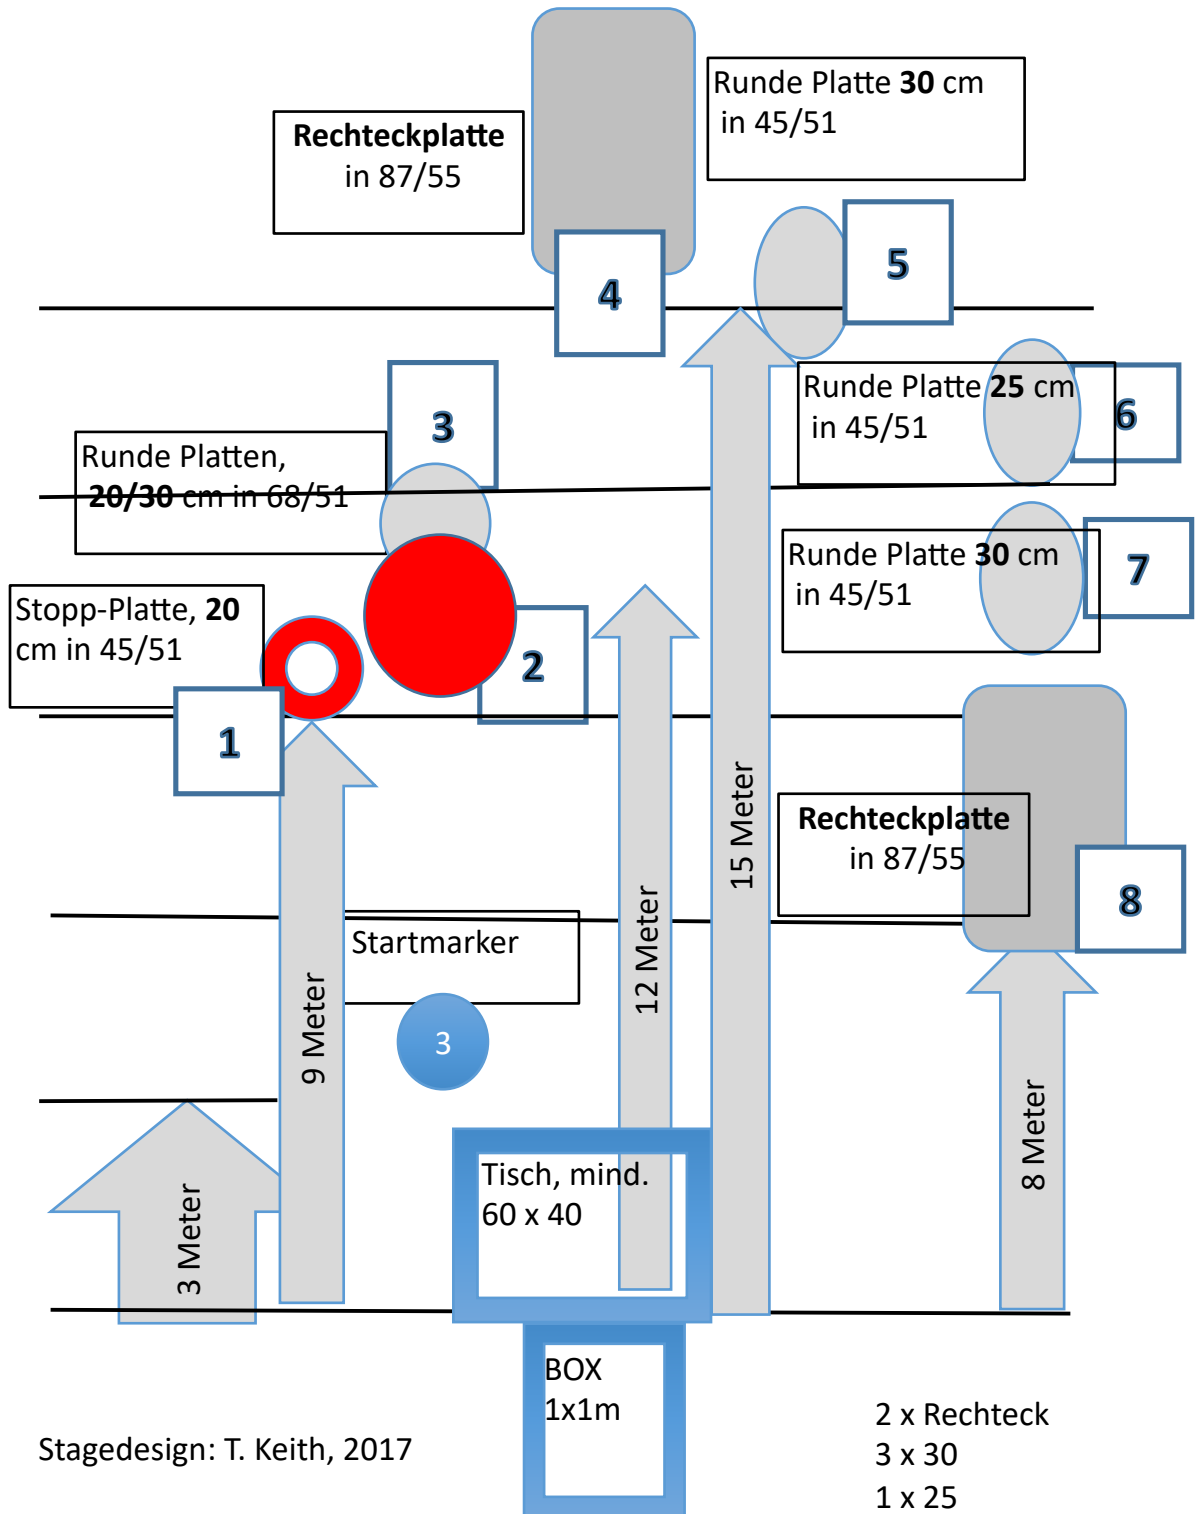 Runde Platte 30 cm
in 45/51
Rechteckplatte
in 87/55
5
4
Runde Platte 25 cm
in 45/51
6
3
Runde Platten,
20/30 cm in 68/51
Runde Platte 30 cm
in 45/51
7
Stopp-Platte, 20
cm in 45/51
2
1
15 Meter
Rechteckplatte
in 87/55
8
12 Meter
Startmarker
9 Meter
3
8 Meter
3 Meter
Tisch, mind.
60 x 40
BOX
1x1m
Stagedesign: T. Keith, 2017
2 x Rechteck
3 x 30
1 x 25